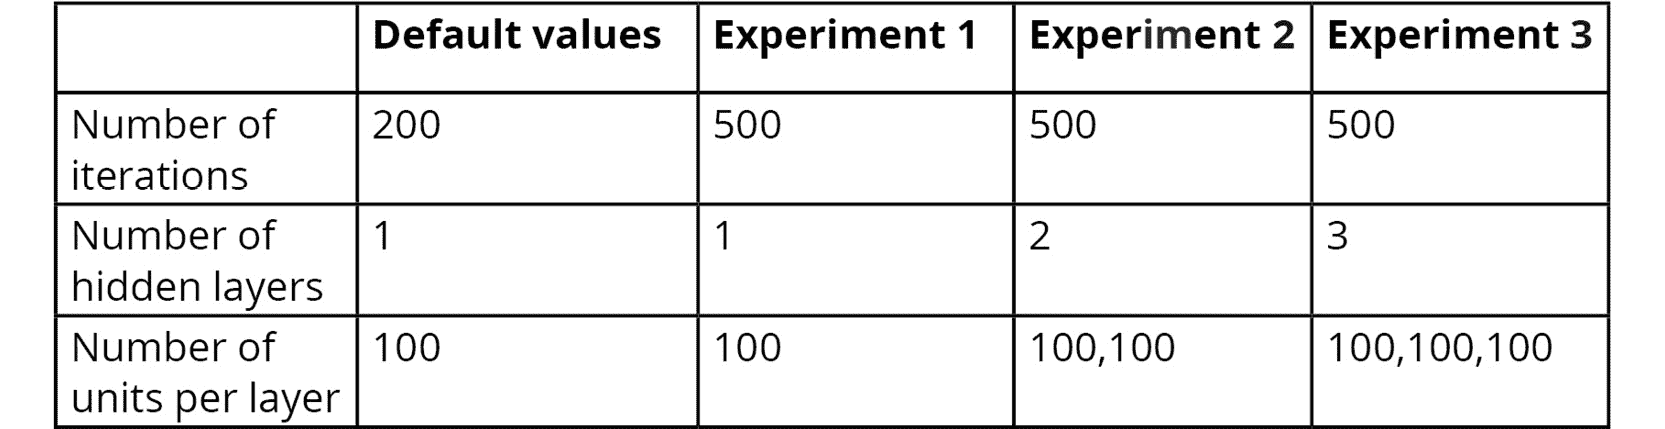 Default values Experiment 1 Experiment 2 Experiment 3
Number of iterations 200 500 500 500
Number of hidden layers 1 1 2 3
Number of units per layer 100 100 100,100 100,100,100